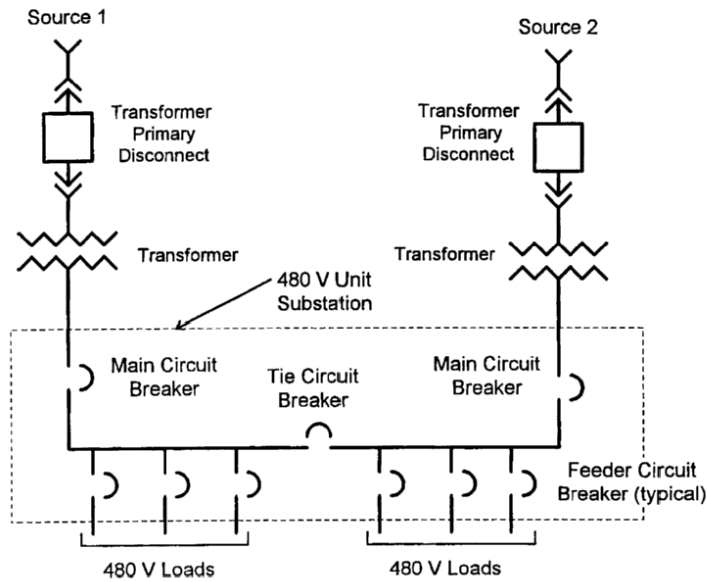 Source 1
Source 2
Transformer
Primary
Disconnect
Transformer
Primary
Disconnect
Transformer
Transformer
480 V Unit
Substation
Main Circuit
Breaker
Tie Circuit
Breaker
Main Circuit
Breaker
Feeder Circuit
Breaker (typical)
480 V Loads
480 V Loads